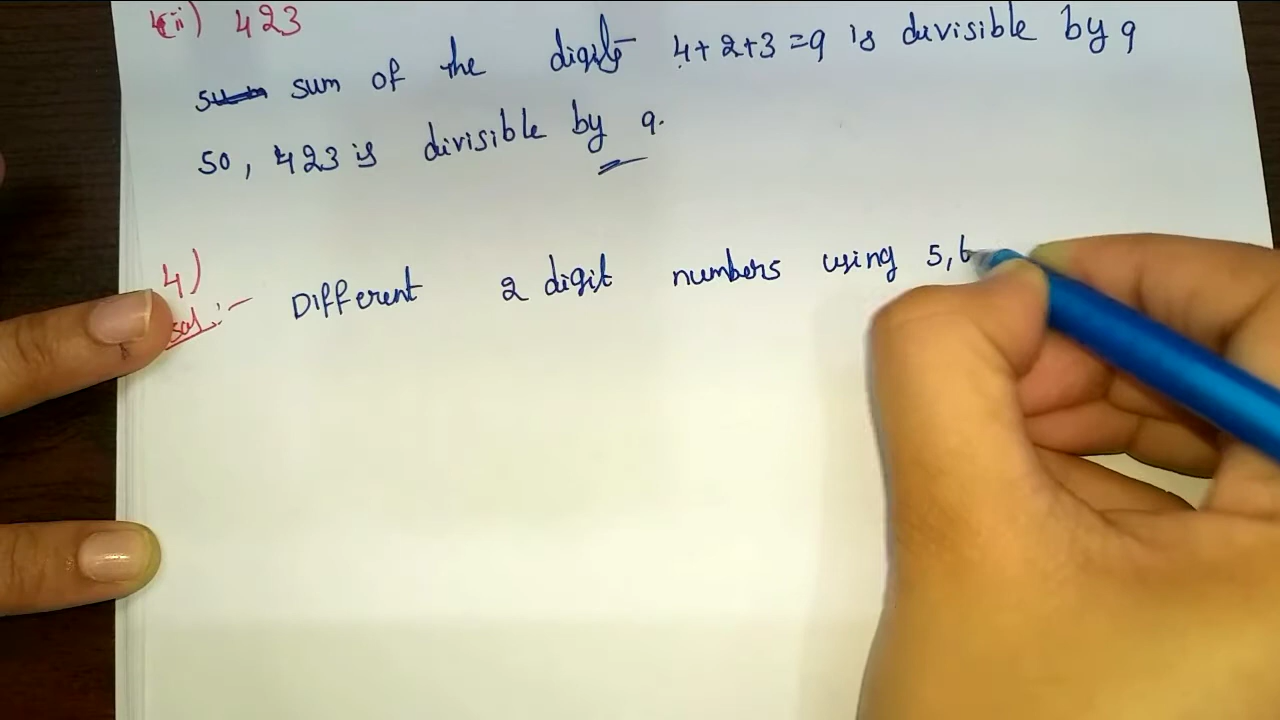 (ii) 423
sum of the digits 4+2+3=9 is divisible by 9
so, 423 is divisible by 9.
4)
sol:- Different 2 digit numbers using 5,6